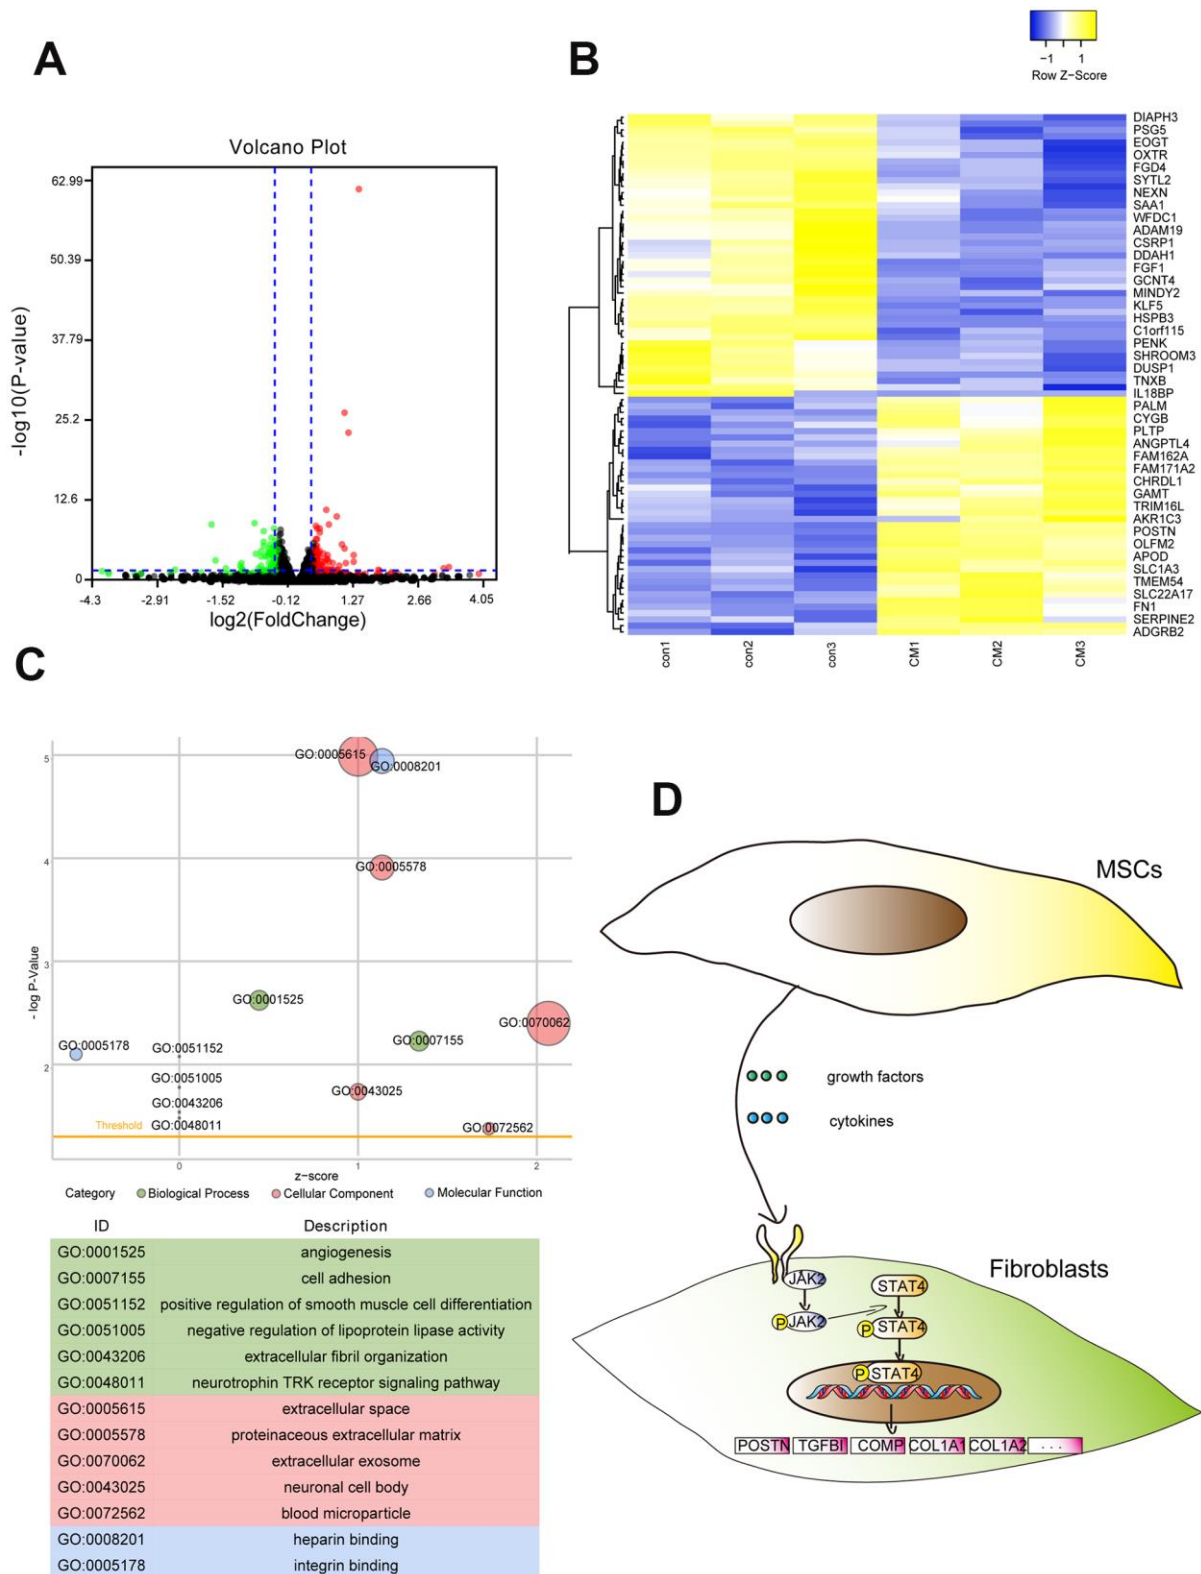 A
Volcano Plot
62.99
50.39
37.79
25.2
12.6
0
-log10(P-value)
-4.3 -2.91 -1.52 -0.12 1.27 2.66 4.05
log2(FoldChange)
B
−1 1
Row Z−Score
DIAPH3
PSG5
EOGT
OXTR
FGD4
SYTL2
NEXN
SAA1
WFDC1
ADAM19
CSRP1
DDAH1
FGF1
GCNT4
MINDY2
KLF5
HSPB3
C1orf115
PENK
SHROOM3
DUSP1
TNXB
IL18BP
PALM
CYGB
PLTP
ANGPTL4
FAM162A
FAM171A2
CHRDL1
GAMT
TRIM16L
AKR1C3
POSTN
OLFM2
APOD
SLC1A3
TMEM54
SLC22A17
FN1
SERPINE2
ADGRB2
con1 con2 con3 CM1 CM2 CM3
C
5
4
3
2
- log P-Value
GO:0005615
GO:0008201
GO:0005578
GO:0001525
GO:0070062
GO:0007155
GO:0005178
GO:0051152
GO:0051005
GO:0043025
GO:0043206
GO:0048011
GO:0072562
Threshold
0 1 2
z−score
Category Biological Process Cellular Component Molecular Function
ID Description
GO:0001525 angiogenesis
GO:0007155 cell adhesion
GO:0051152 positive regulation of smooth muscle cell differentiation
GO:0051005 negative regulation of lipoprotein lipase activity
GO:0043206 extracellular fibril organization
GO:0048011 neurotrophin TRK receptor signaling pathway
GO:0005615 extracellular space
GO:0005578 proteinaceous extracellular matrix
GO:0070062 extracellular exosome
GO:0043025 neuronal cell body
GO:0072562 blood microparticle
GO:0008201 heparin binding
GO:0005178 integrin binding
D
MSCs
growth factors
cytokines
Fibroblasts
JAK2 STAT4
P JAK2
P STAT4
P STAT4
POSTN TGFBI COMP COL1A1 COL1A2 . . .